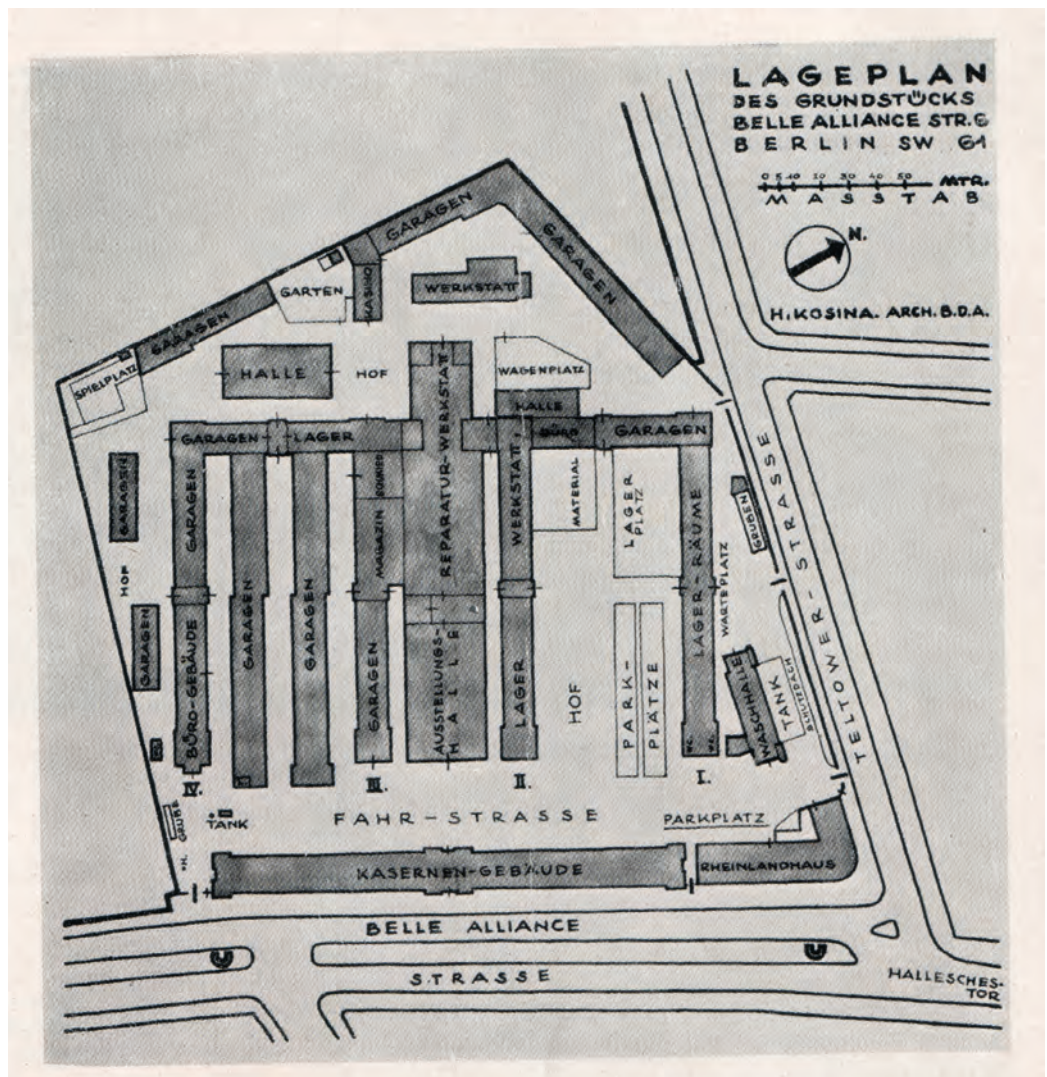 LAGEPLAN
DES GRUNDSTÜCKS
BELLE ALLIANCE STR. 6
BERLIN SW 61
0 5 10 20 30 40 50 MTR.
MASSTAB
N.
H. KOSINA. ARCH. B.D.A.
GARAGEN
GARAGEN
KASINO
GARTEN
WERKSTATT
GARAGEN
SPIELPLATZ
HALLE
HOF
WAGENPLATZ
HALLE
BÜRO
GARAGEN
LAGER
GARAGEN
GARAGEN
GARAGEN
HOF
GARAGEN
BÜRO-GEBÄUDE
GARAGEN
GARAGEN
MAGAZIN
GARAGEN
REPARATUR-WERKSTATT
AUSSTELLUNGS-
HALLE
WERKSTATT
LAGER
MATERIAL
LAGER
PLATZ
HOF
PARK-
PLÄTZE
LAGER-RÄUME
WARTEPLATZ
GRUBEN
WASCHHALLE
TANK
SCHUTZDACH
TELTOWER-STRASSE
IV.
III.
II.
I.
GRUBE
TANK
FAHR-STRASSE
PARKPLATZ
KASERNEN-GEBÄUDE
RHEINLANDHAUS
BELLE ALLIANCE
STRASSE
U
U
HALLESCHES-
TOR